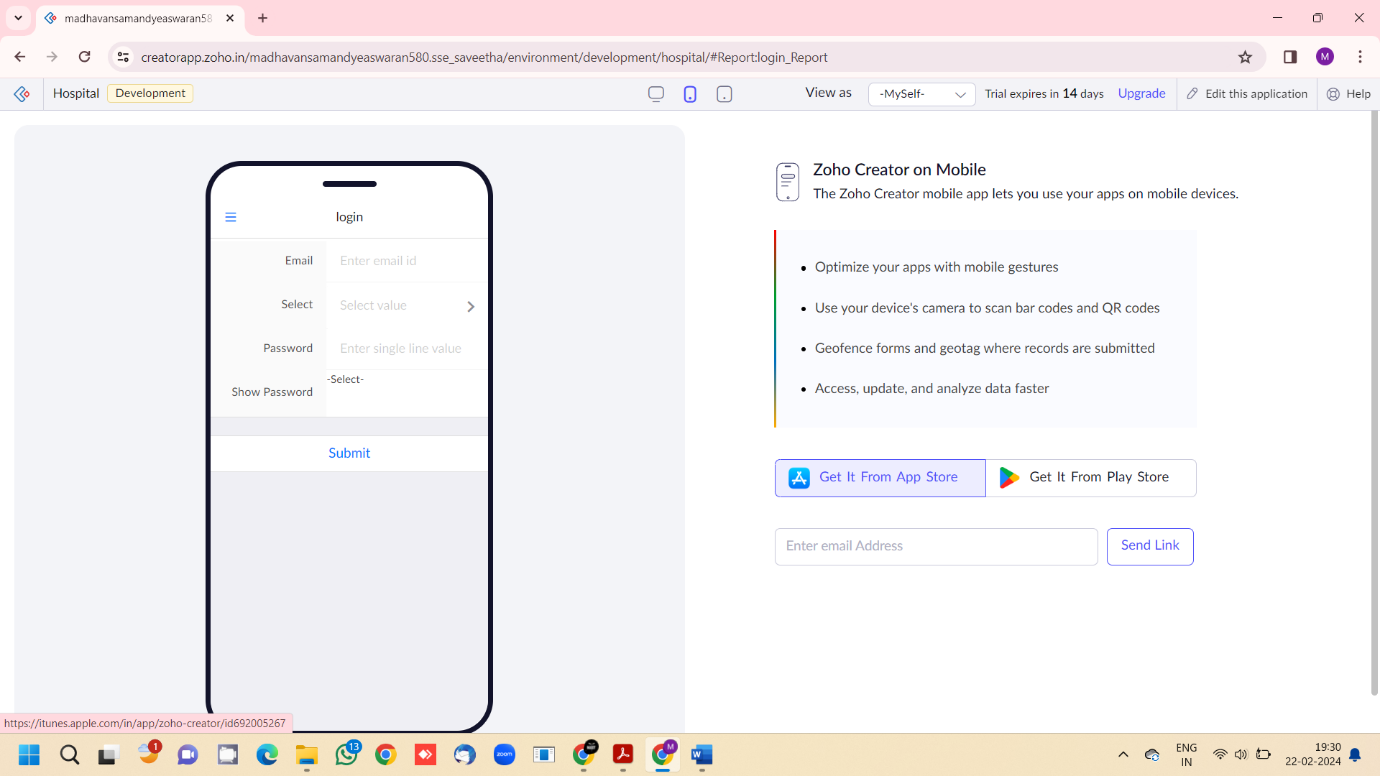 madhavansamandyeaswaran58
creatorapp.zoho.in/madhavansamandyeaswaran580.sse_saveetha/environment/development/hospital/#Report:login_Report
M
Hospital Development View as -MySelf- Trial expires in 14 days Upgrade Edit this application Help
login
Email Enter email id
Select Select value
Password Enter single line value
Show Password -Select-
Submit
Zoho Creator on Mobile
The Zoho Creator mobile app lets you use your apps on mobile devices.
• Optimize your apps with mobile gestures
• Use your device's camera to scan bar codes and QR codes
• Geofence forms and geotag where records are submitted
• Access, update, and analyze data faster
Get It From App Store Get It From Play Store
Enter email Address Send Link
https://itunes.apple.com/in/app/zoho-creator/id692005267
1
13
zoom
M
W
ENG
IN
19:30
22-02-2024